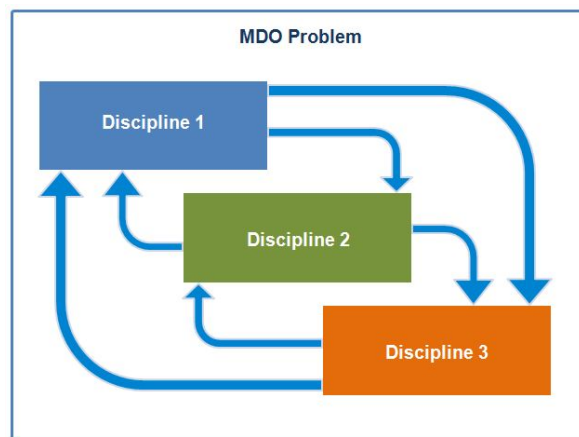 MDO Problem
Discipline 1
Discipline 2
Discipline 3